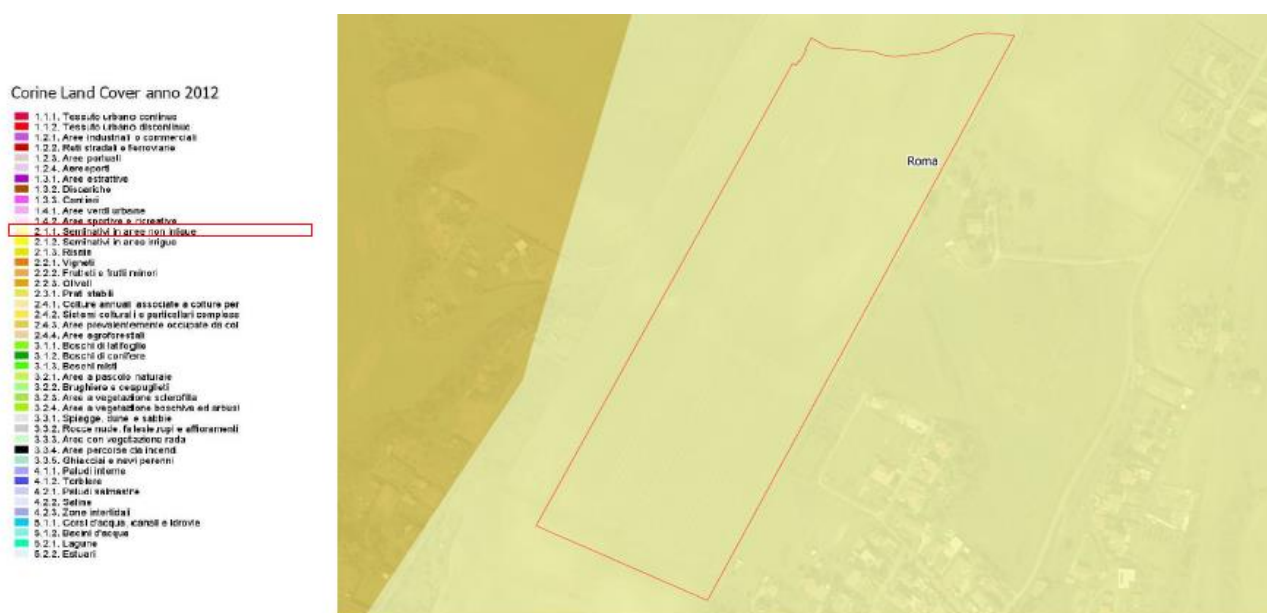 Corine Land Cover anno 2012
1.1.1. Tessuto urbano continuo
1.1.2. Tessuto urbano discontinuo
1.2.1. Aree industriali o commerciali
1.2.2. Reti stradali e ferroviarie
1.2.3. Aree portuali
1.2.4. Aereoporti
1.3.1. Aree estrattive
1.3.2. Discariche
1.3.3. Cantieri
1.4.1. Aree verdi urbane
1.4.2. Aree sportive e ricreative
2.1.1. Seminativi in aree non irrigue
2.1.2. Seminativi in aree irrigue
2.1.3. Risaie
2.2.1. Vigneti
2.2.2. Frutteti e frutti minori
2.2.3. Oliveti
2.3.1. Prati stabili
2.4.1. Colture annuali associate a colture per
2.4.2. Sistemi colturali e particellari complesse
2.4.3. Aree prevalentemente occupate da col
2.4.4. Aree agroforestali
3.1.1. Boschi di latifoglie
3.1.2. Boschi di conifere
3.1.3. Boschi misti
3.2.1. Aree a pascolo naturale
3.2.2. Brughiere e cespuglieti
3.2.3. Aree a vegetazione sclerofilla
3.2.4. Aree a vegetazione boschiva ed arbust
3.3.1. Spiagge, dune e sabbie
3.3.2. Rocce nude, falesie, rupi e affioramenti
3.3.3. Aree con vegetazione rada
3.3.4. Aree percorse da incendi
3.3.5. Ghiacciai e nevi perenni
4.1.1. Paludi interne
4.1.2. Torbiere
4.2.1. Paludi salmastre
4.2.2. Saline
4.2.3. Zone intertidali
5.1.1. Corsi d'acqua, canali e idrovie
5.1.2. Bacini d'acqua
5.2.1. Lagune
5.2.2. Estuari
Roma